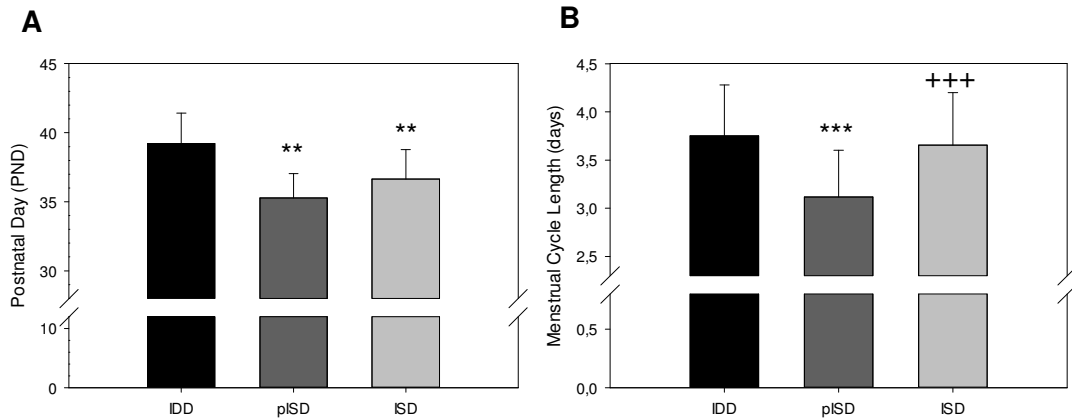 A
Postnatal Day (PND)
45
40
35
30
10
0
**
**
IDD
pISD
ISD
B
Menstrual Cycle Length (days)
4,5
4,0
3,5
3,0
2,5
0,5
0,0
***
+++
IDD
pISD
ISD